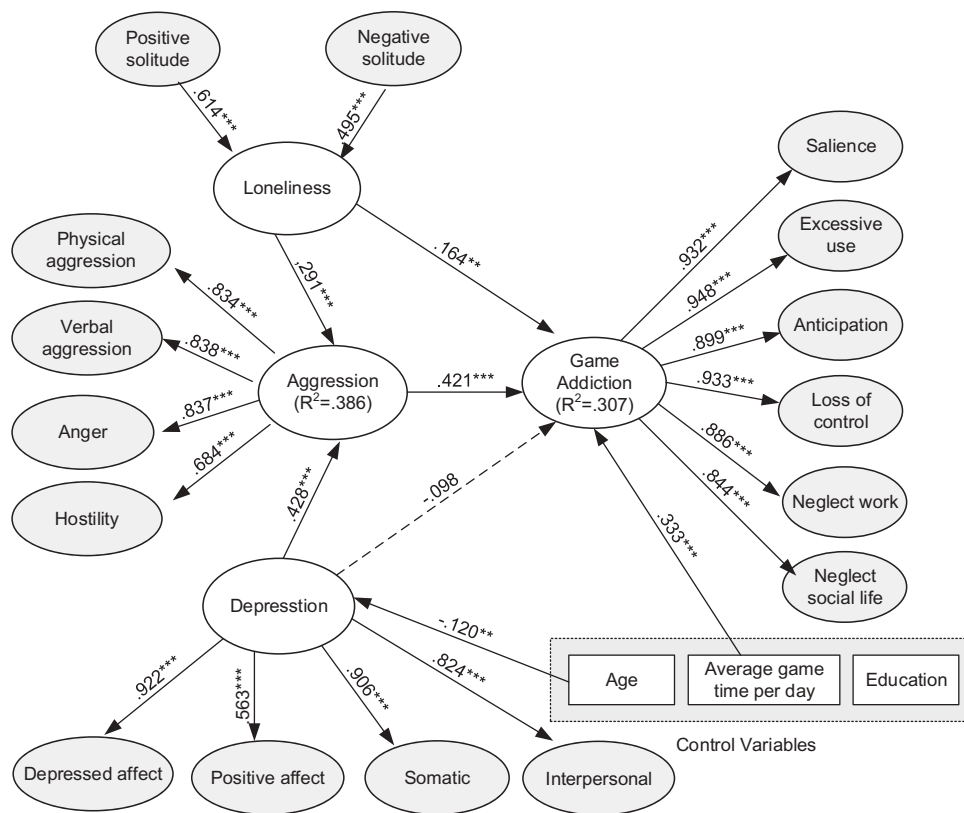 Positive
solitude
Negative
solitude
.614***
.495***
Loneliness
Salience
Physical
aggression
Excessive
use
.164**
.932***
.291***
.834***
.948***
Verbal
aggression
Anticipation
.838***
.899***
Aggression
(R²=.386)
.421***
Game
Addiction
(R²=.307)
.933***
Loss of
control
.837***
Anger
.684***
.886***
.428***
-.098
.844***
Neglect work
Hostility
.333***
Neglect
social life
Depresstion
-.120**
.922***
.563***
.906***
.824***
Age
Average game
time per day
Education
Control Variables
Depressed affect
Positive affect
Somatic
Interpersonal